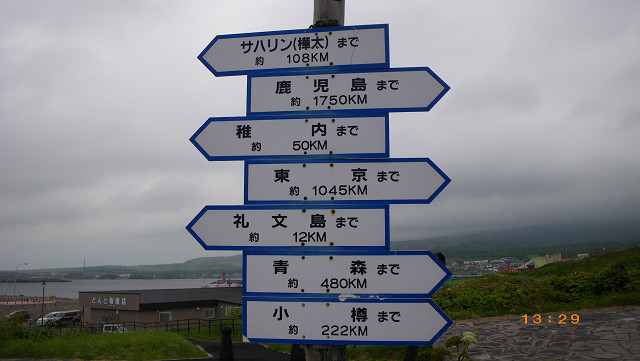 サハリン(樺太)まで
約 108KM
鹿児島まで
約 1750KM
稚内まで
約 50KM
東京まで
約 1045KM
礼文島まで
約 12KM
青森まで
約 480KM
小樽まで
約 222KM
13:29